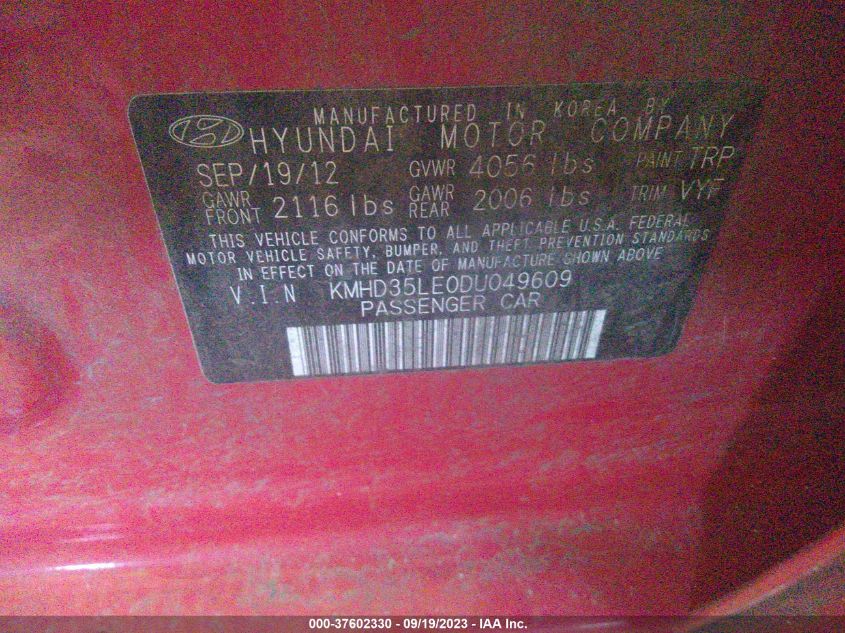 MANUFACTURED IN KOREA BY
HYUNDAI MOTOR COMPANY
SEP/19/12 GVWR 4056 lbs PAINT TRP
GAWR FRONT 2116 lbs GAWR REAR 2006 lbs TRIM VYF
THIS VEHICLE CONFORMS TO ALL APPLICABLE U.S.A. FEDERAL
MOTOR VEHICLE SAFETY, BUMPER, AND THEFT PREVENTION STANDARDS
IN EFFECT ON THE DATE OF MANUFACTURE SHOWN ABOVE
V.I.N KMHD35LE0DU049609
PASSENGER CAR
000-37602330 - 09/19/2023 - IAA Inc.